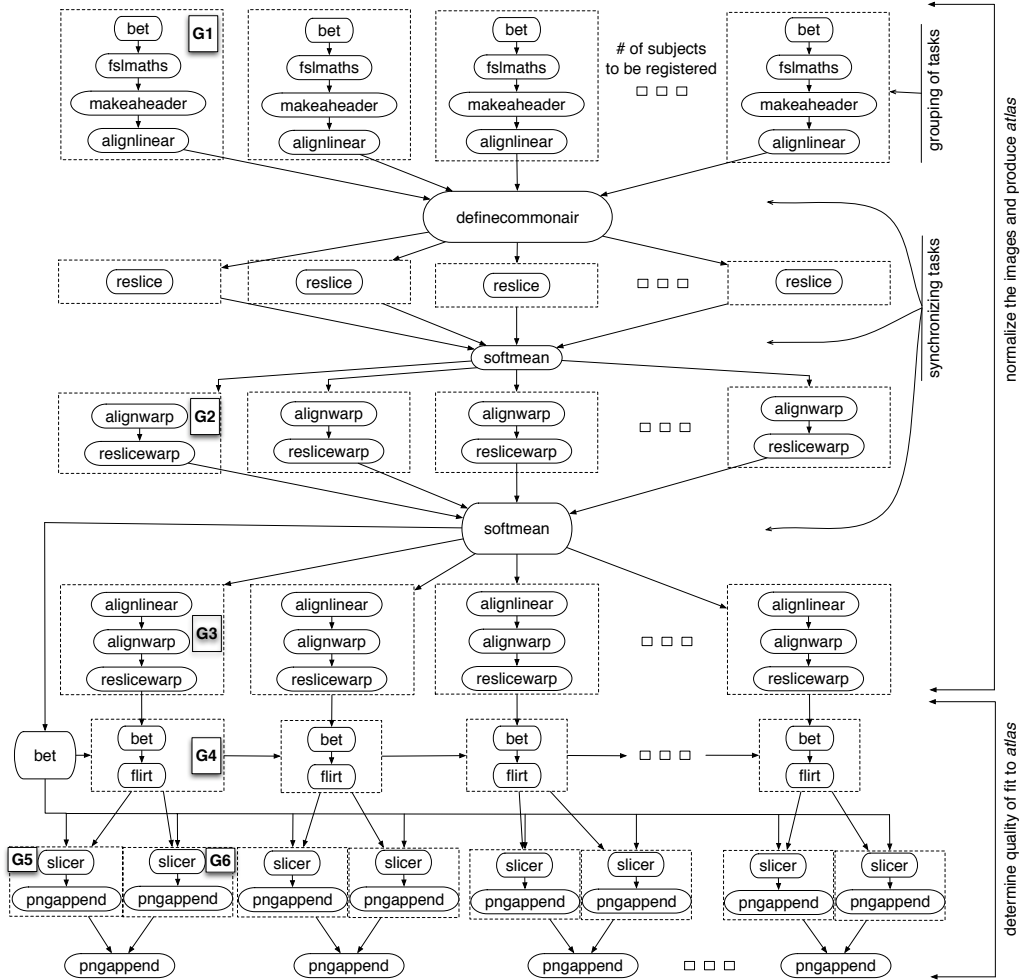 bet
G1
bet
bet
# of subjects
to be registered
bet
fslmaths
fslmaths
fslmaths
fslmaths
makeaheader
makeaheader
makeaheader
makeaheader
alignlinear
alignlinear
alignlinear
alignlinear
grouping of tasks
normalize the images and produce atlas
definecommonair
reslice
reslice
reslice
reslice
synchronizing tasks
softmean
alignwarp
G2
alignwarp
alignwarp
alignwarp
reslicewarp
reslicewarp
reslicewarp
reslicewarp
softmean
alignlinear
alignlinear
alignlinear
alignlinear
alignwarp
G3
alignwarp
alignwarp
alignwarp
reslicewarp
reslicewarp
reslicewarp
reslicewarp
bet
bet
G4
bet
bet
bet
flirt
flirt
flirt
flirt
determine quality of fit to atlas
G5
slicer
slicer
G6
slicer
slicer
slicer
slicer
slicer
slicer
pngappend
pngappend
pngappend
pngappend
pngappend
pngappend
pngappend
pngappend
pngappend
pngappend
pngappend
pngappend